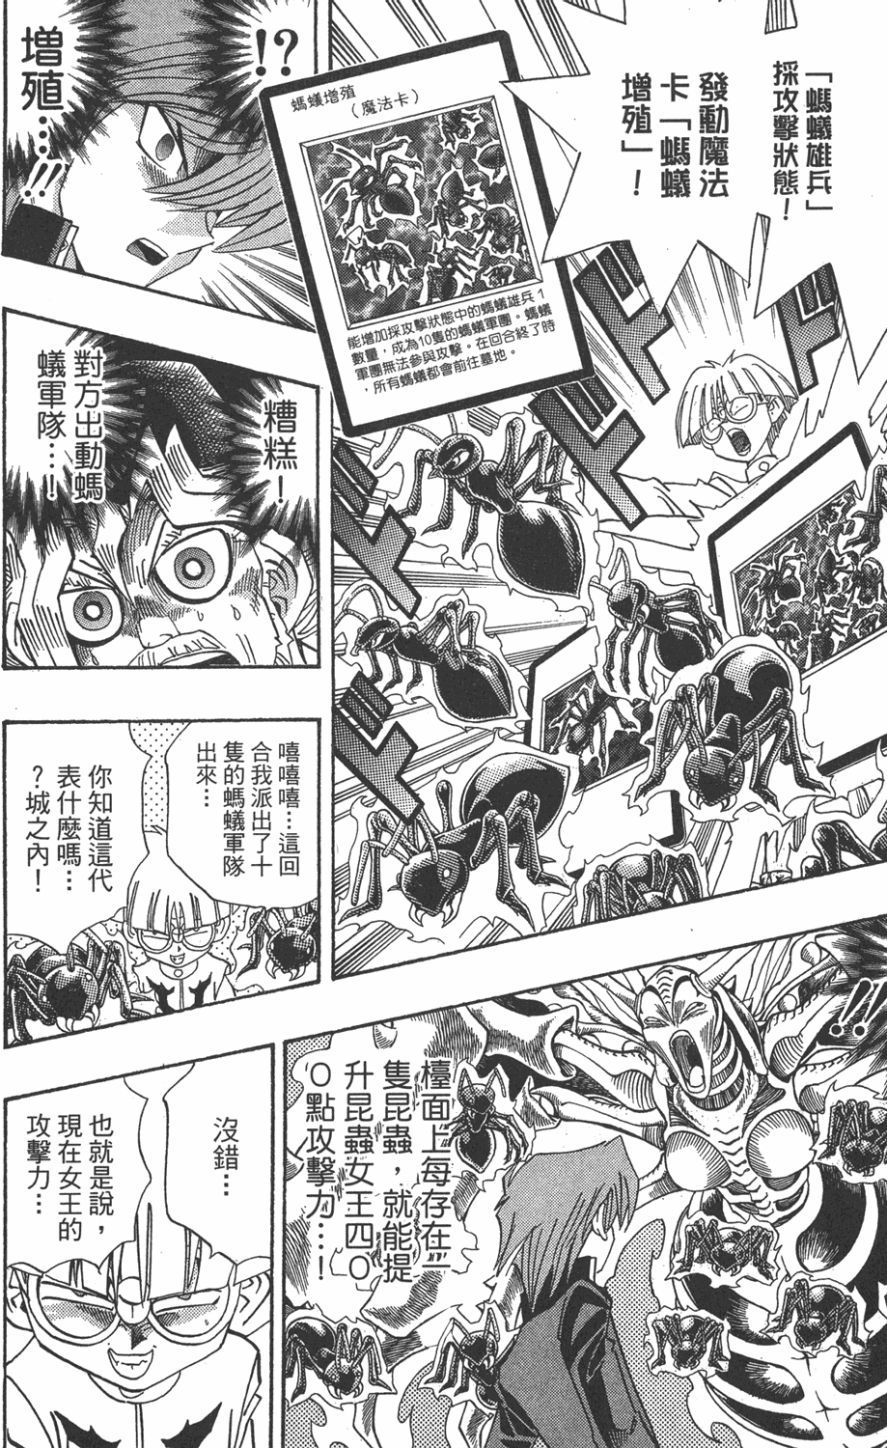 「螞蟻雄兵」
採攻擊狀態！
發動魔法
卡「螞蟻
增殖」！
螞蟻增殖
（魔法卡）
能增加採攻擊狀態中的螞蟻雄兵１
數量，成為10隻的螞蟻軍團。螞蟻
軍團無法參與攻擊。在回合終了時
，所有螞蟻都會前往墓地。
ドドド
ドドド
!?
增殖…!!
糟糕！
對方出動螞
蟻軍隊…！
嘻嘻嘻…這回
合我派出了十
隻的螞蟻軍隊
出來…
你知道這代
表什麼嗎…
？城之內！
!!
檯面上每存在一
隻昆蟲，就能提
升昆蟲女王四〇
〇點攻擊力…！
沒錯…
也就是說，
現在女王的
攻擊力…